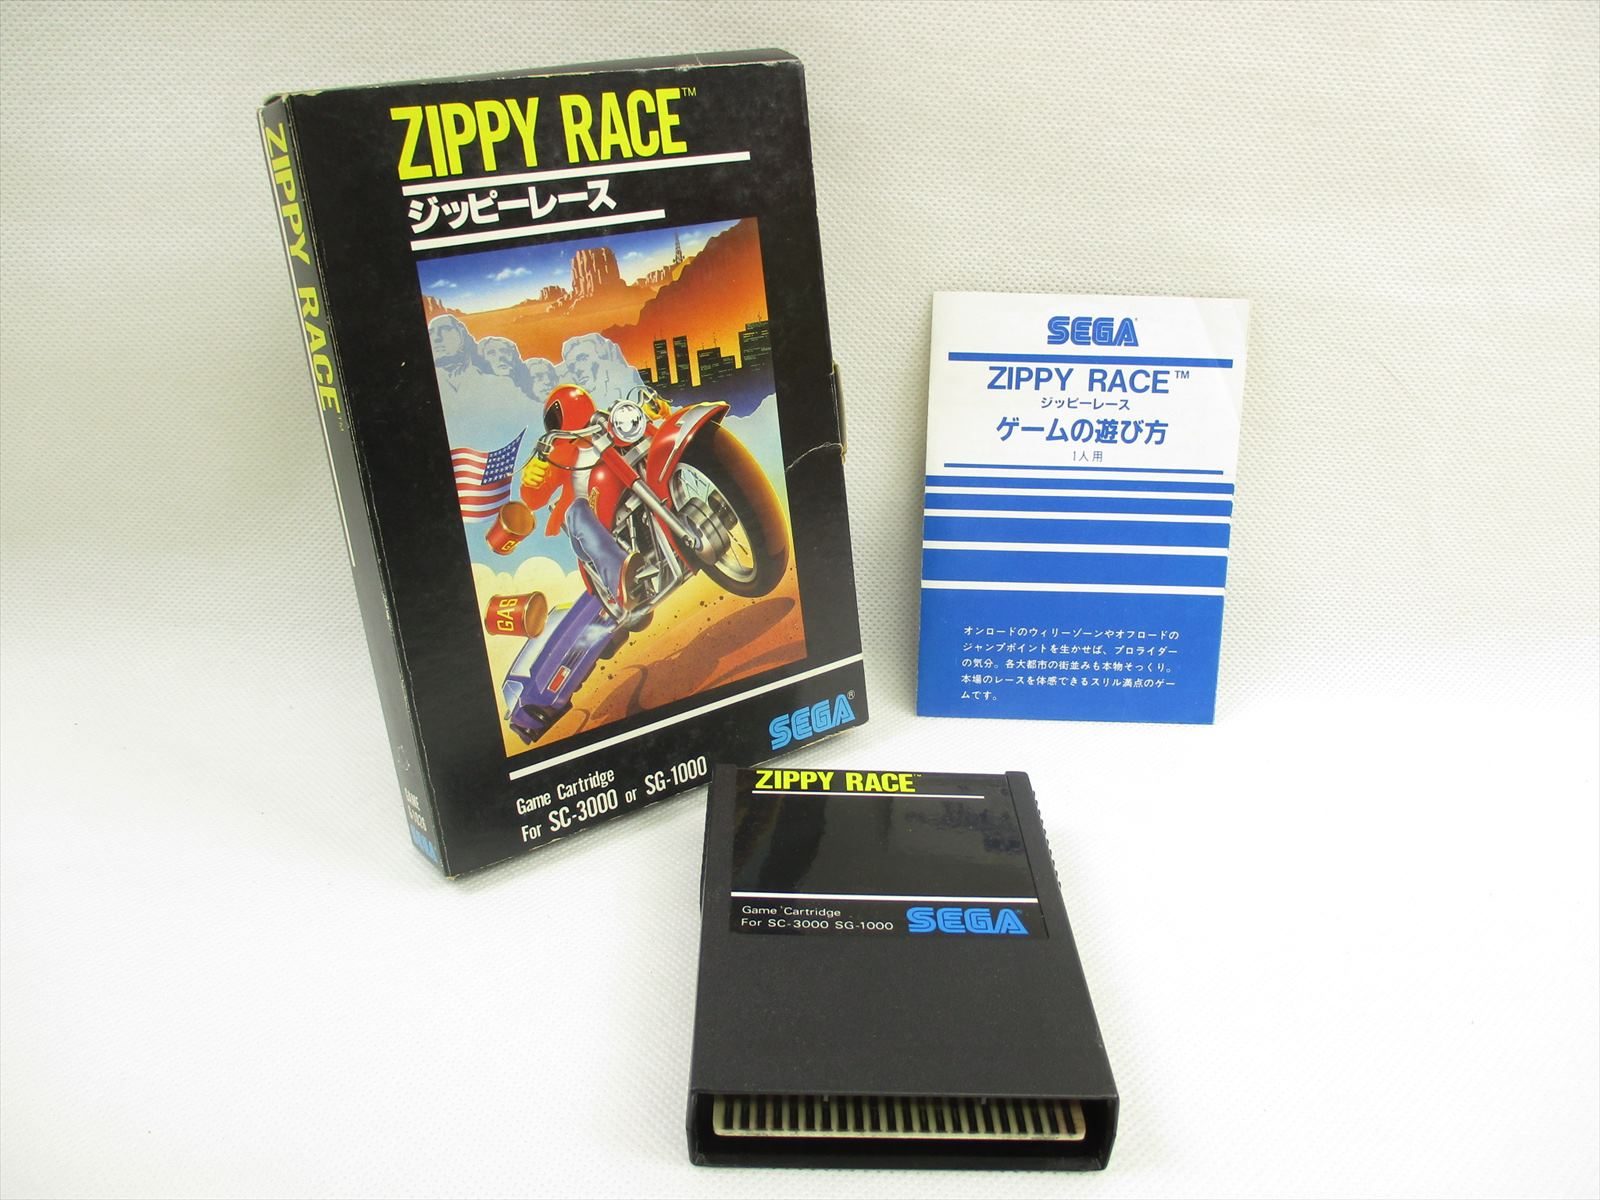 ZIPPY RACE™
ジッピーレース
GAS
SEGA®
Game Cartridge
For SC-3000 or SG-1000
ZIPPY RACE™
GAME
SEGA
SEGA
ZIPPY RACE™
ジッピーレース
ゲームの遊び方
1人用
オンロードのウィリーゾーンやオフロードの
ジャンプポイントを生かせば、プロライダー
の気分。各大都市の街並みも本物そっくり。
本場のレースを体感できるスリル満点のゲー
ムです。
ZIPPY RACE™
Game Cartridge
For SC-3000 SG-1000
SEGA